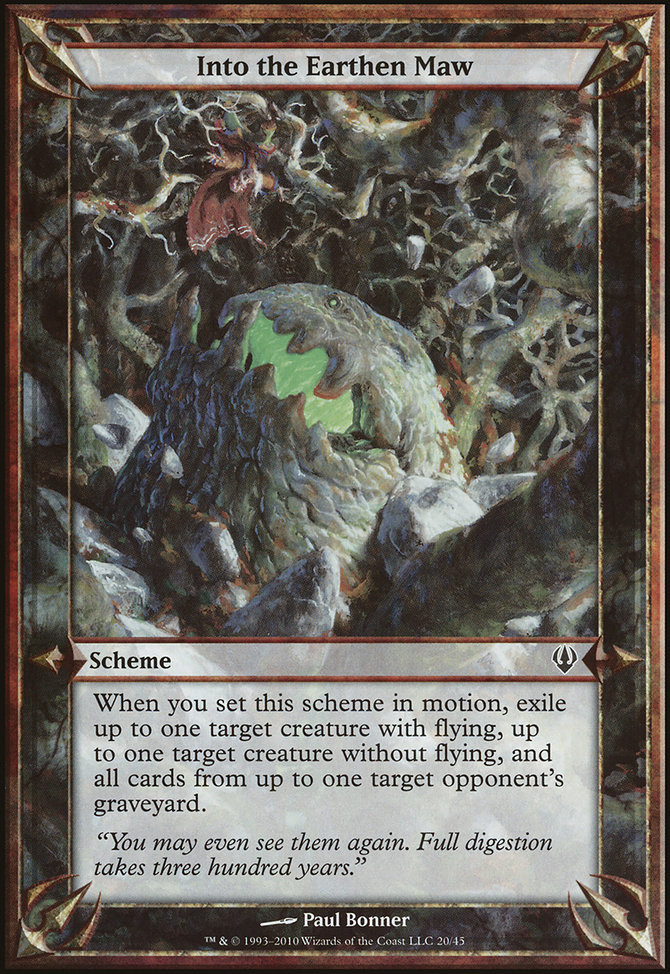 Into the Earthen Maw
Scheme
When you set this scheme in motion, exile
up to one target creature with flying, up
to one target creature without flying, and
all cards from up to one target opponent's
graveyard.
"You may even see them again. Full digestion
takes three hundred years."
Paul Bonner
™ & © 1993–2010 Wizards of the Coast LLC 20/45